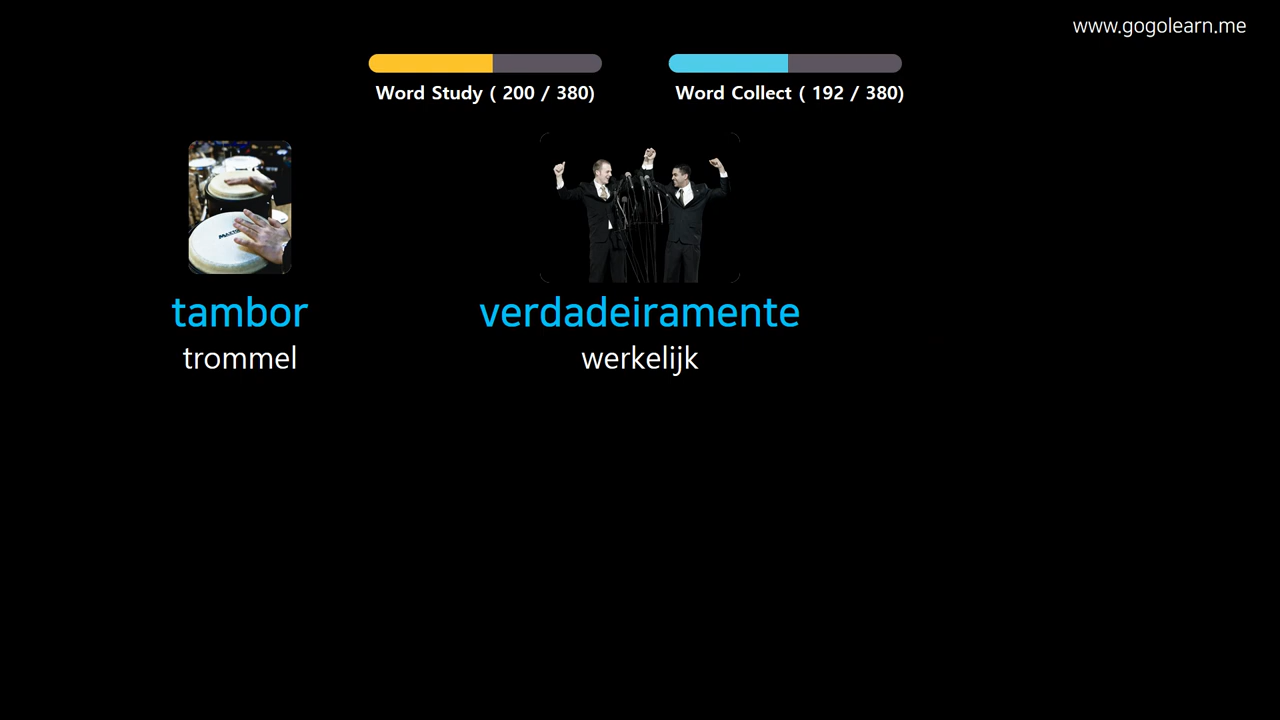 www.gogolearn.me
Word Study ( 200 / 380)
Word Collect ( 192 / 380)
tambor
verdadeiramente
trommel
werkelijk